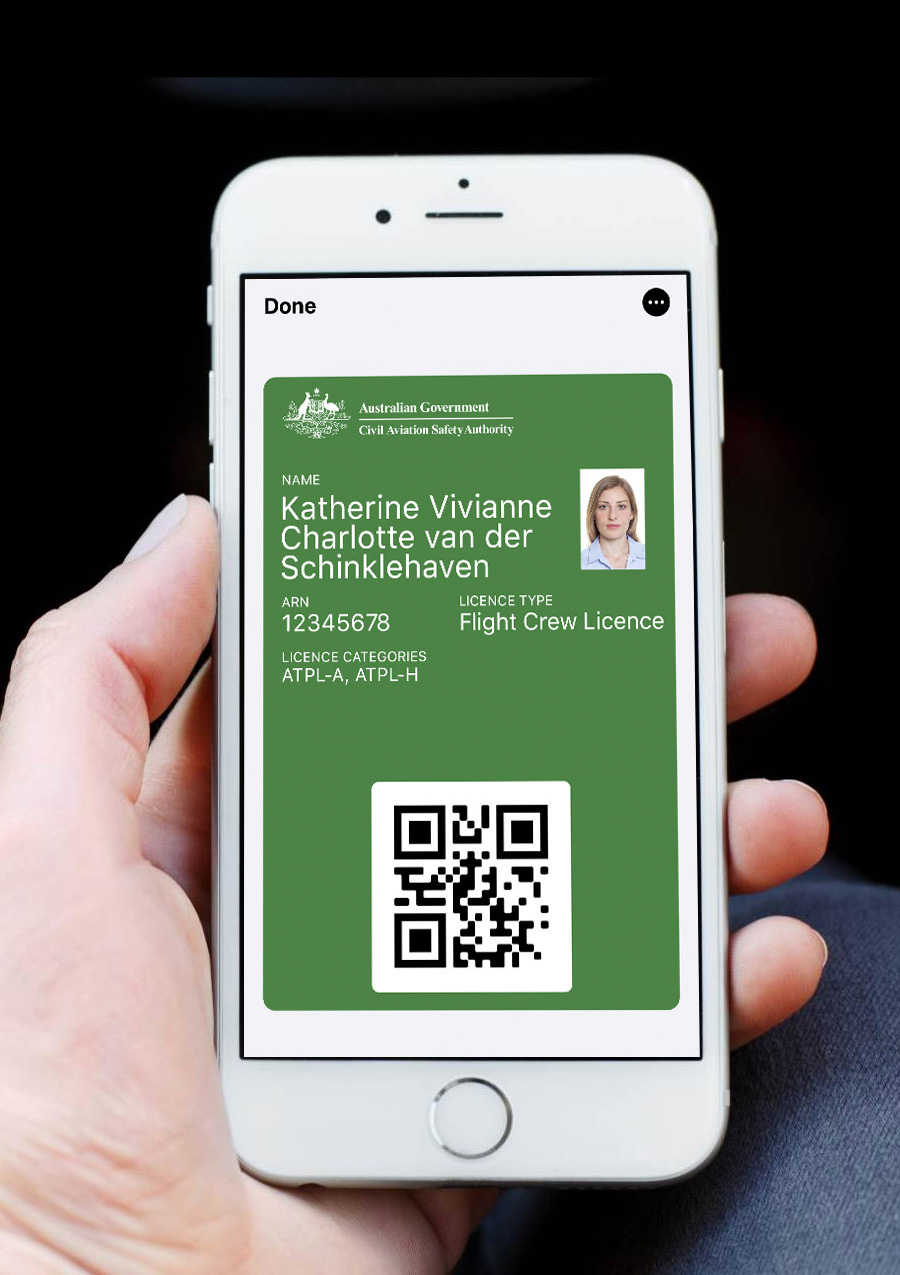 Done
Australian Government
Civil Aviation Safety Authority
NAME
Katherine Vivianne
Charlotte van der
Schinklehaven
ARN
LICENCE TYPE
12345678
Flight Crew Licence
LICENCE CATEGORIES
ATPL-A, ATPL-H